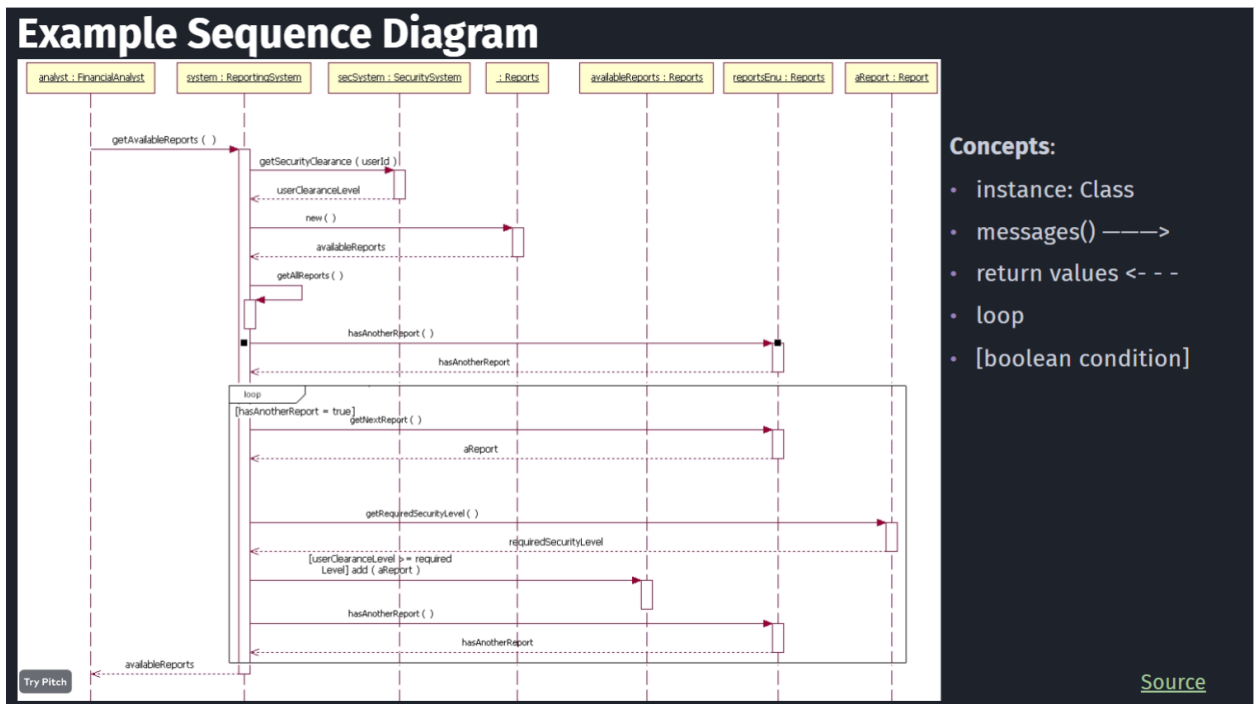 Example Sequence Diagram
analyst : FinancialAnalyst
system : ReportingSystem
secSystem : SecuritySystem
_: Reports
availableReports : Reports
reportsEnu : Reports
aReport : Report
getAvailableReports ( )
getSecurityClearance ( userId )
userClearanceLevel
new ( )
availableReports
getAllReports ( )
hasAnotherReport ( )
hasAnotherReport
loop
[hasAnotherReport = true]
getNextReport ( )
aReport
getRequiredSecurityLevel ( )
requiredSecurityLevel
[userClearanceLevel >= required
Level] add ( aReport )
hasAnotherReport ( )
hasAnotherReport
availableReports
Try Pitch
Concepts:
• instance: Class
• messages() ———>
• return values <- - -
• loop
• [boolean condition]
Source